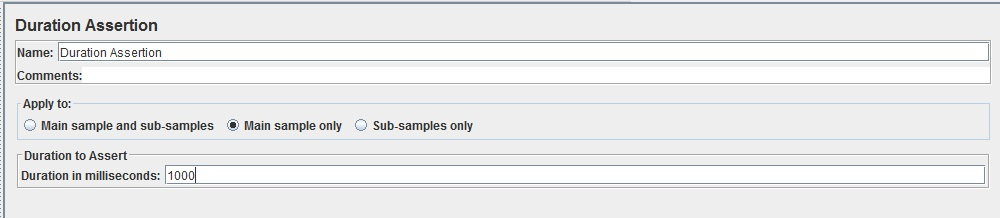 Duration Assertion
Name: Duration Assertion
Comments:
Apply to:
Main sample and sub-samples Main sample only Sub-samples only
Duration to Assert
Duration in milliseconds: 1000